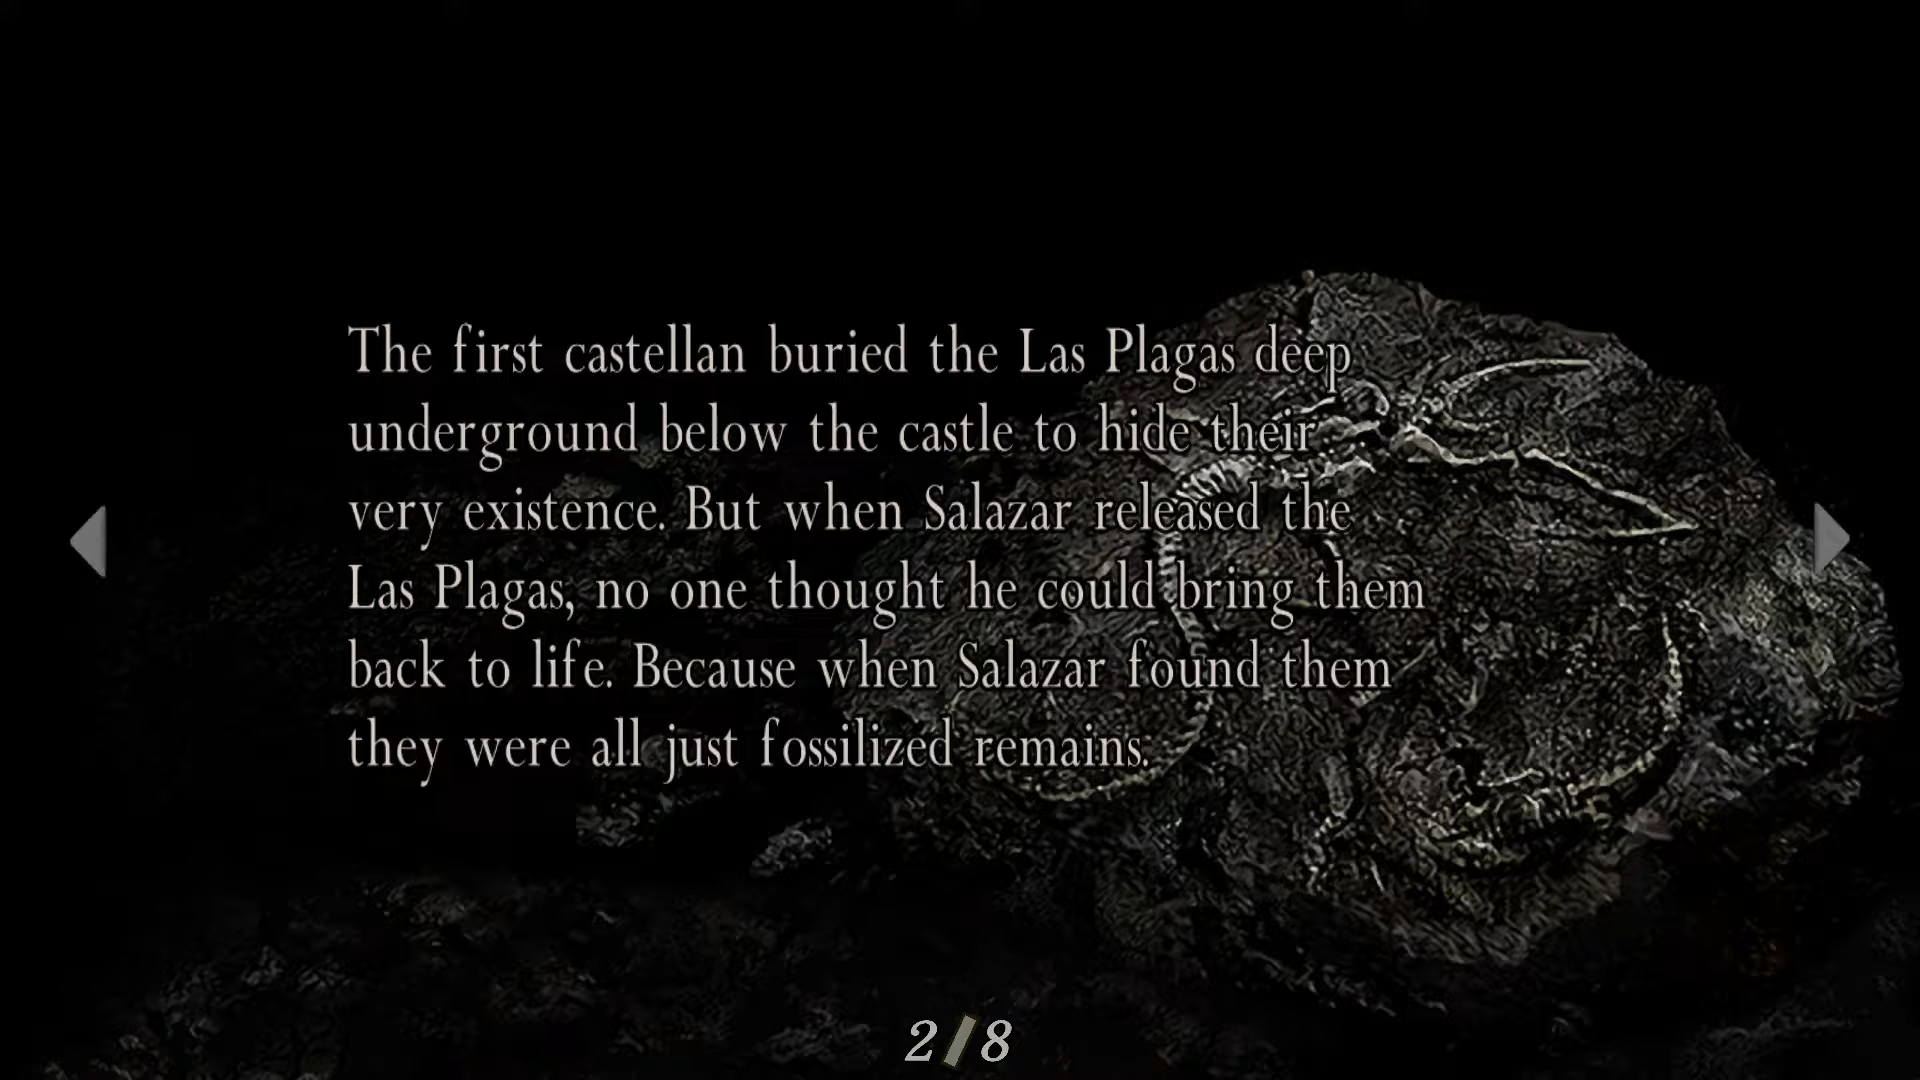 The first castellan buried the Las Plagas deep
underground below the castle to hide their
very existence. But when Salazar released the
Las Plagas, no one thought he could bring them
back to life. Because when Salazar found them
they were all just fossilized remains.
2/8